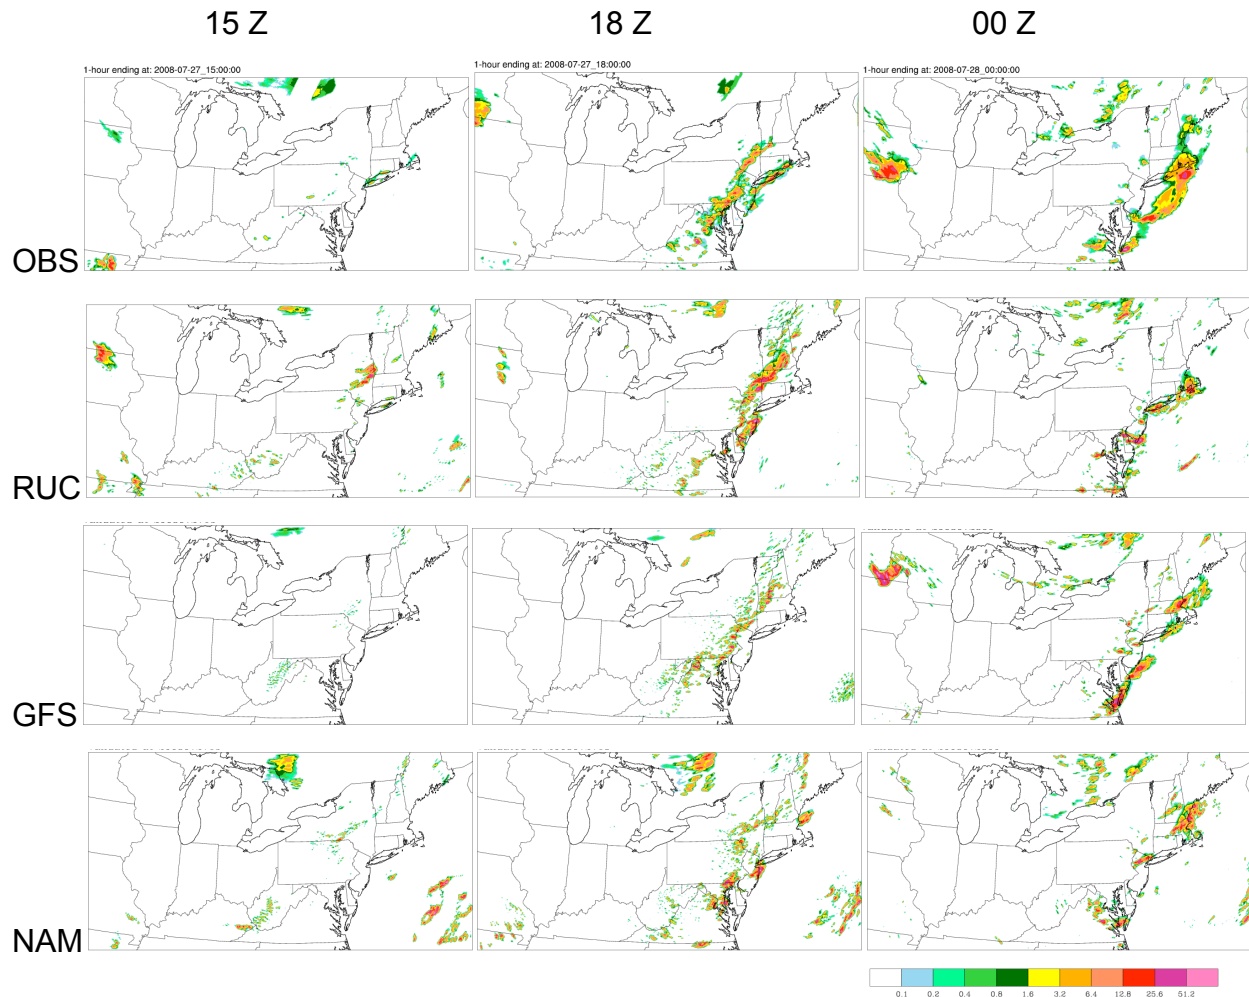 15 Z 18 Z 00 Z
1-hour ending at: 2008-07-27_15:00:00 1-hour ending at: 2008-07-27_18:00:00 1-hour ending at: 2008-07-28_00:00:00
OBS
RUC
GFS
NAM
0.1 0.2 0.4 0.8 1.6 3.2 6.4 12.8 25.6 51.2